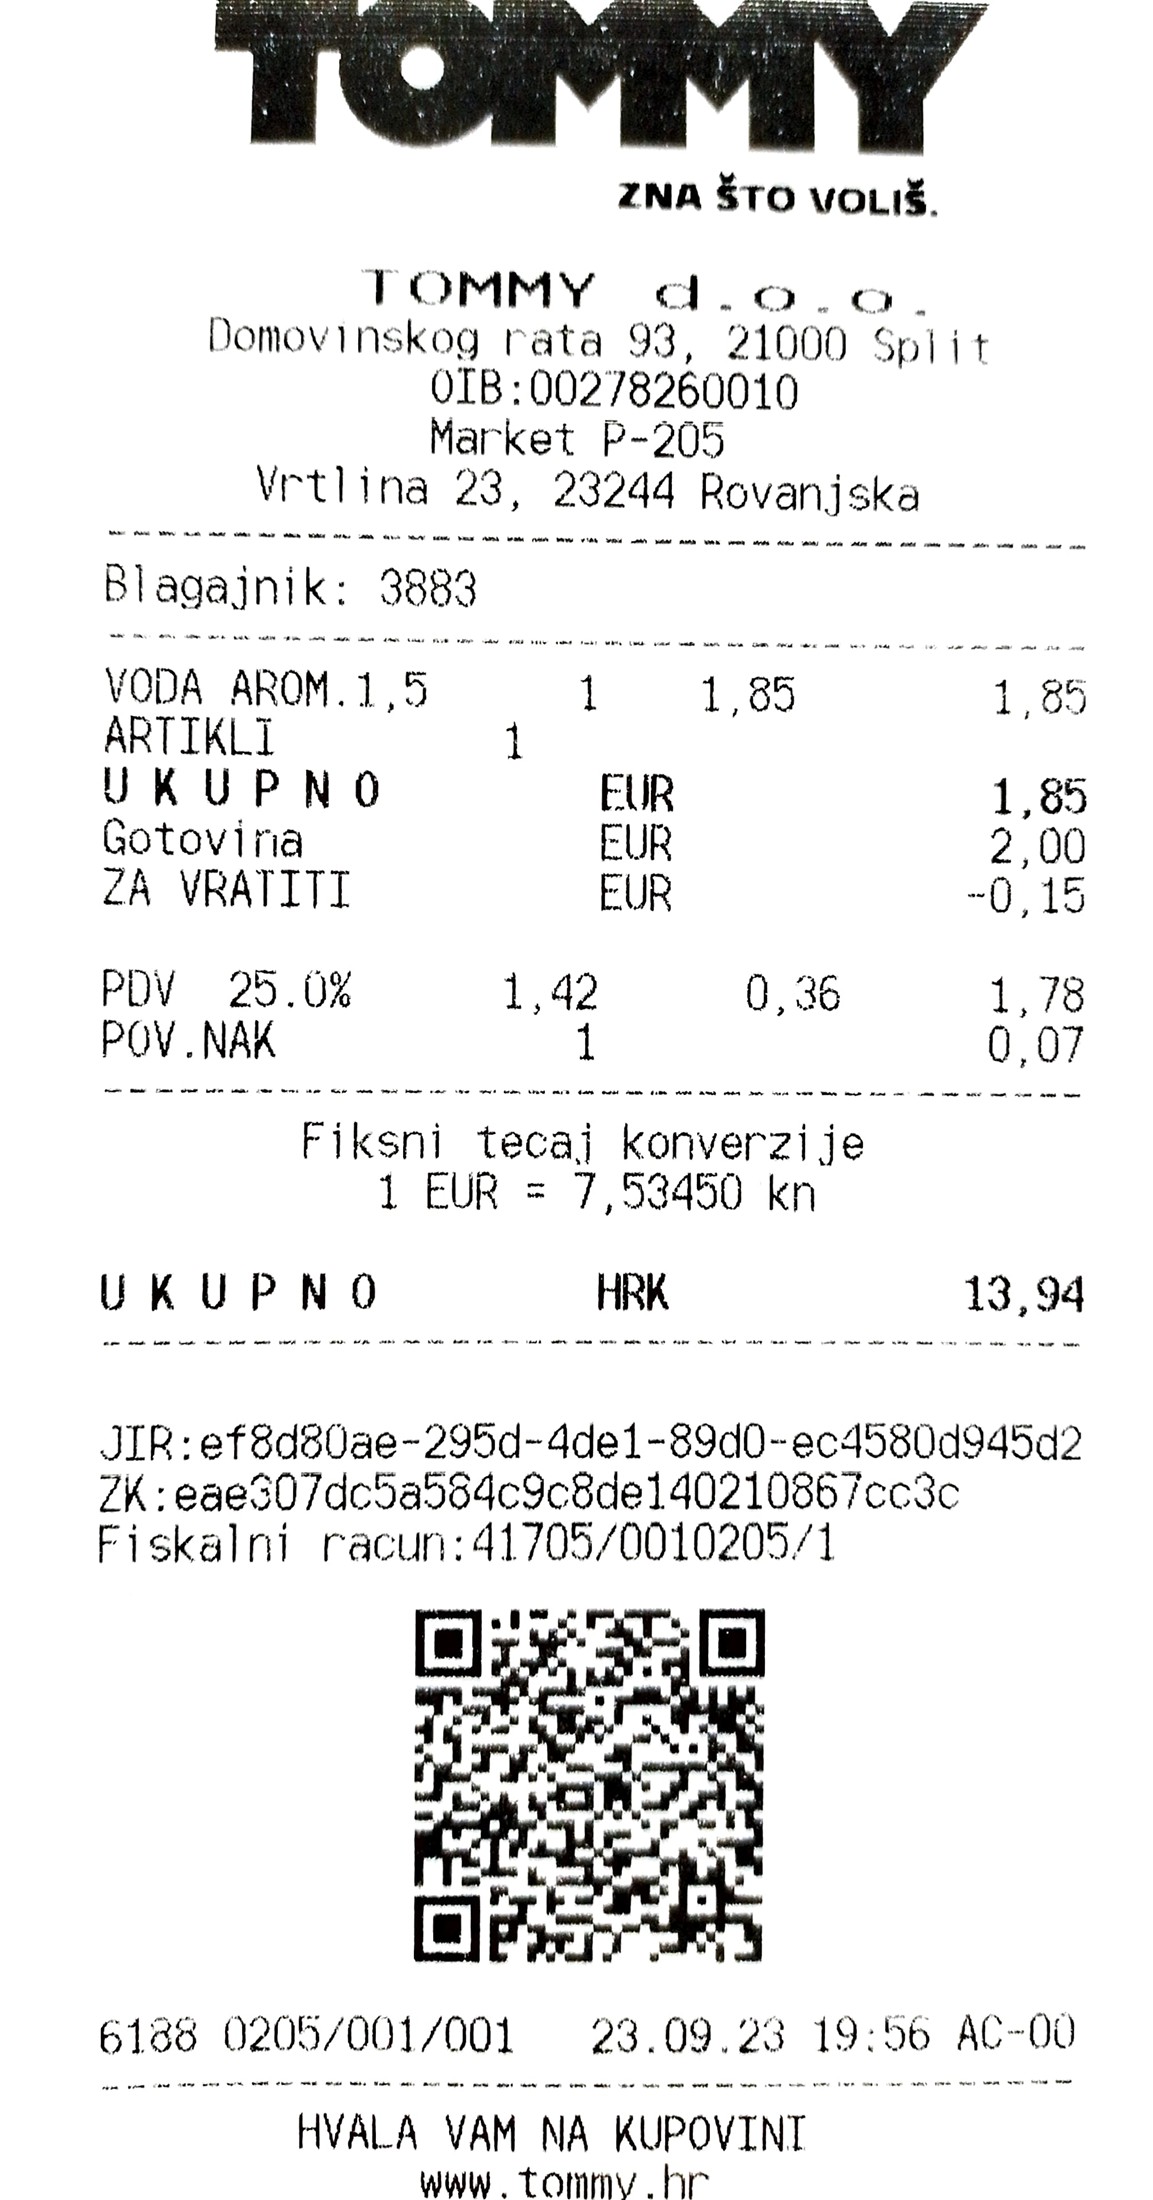 TOMMY
ZNA ŠTO VOLIŠ.
TOMMY d.o.o.
Domovinskog rata 93, 21000 Split
OIB:00278260010
Market P-205
Vrtlina 23, 23244 Rovanjska
Blagajnik: 3883
VODA AROM.1,5 1 1,85 1,85
ARTIKLI 1
UKUPNO EUR 1,85
Gotovina EUR 2,00
ZA VRATITI EUR -0,15
PDV 25.0% 1,42 0,36 1,78
POV.NAK 1 0,07
Fiksni tecaj konverzije
1 EUR = 7,53450 kn
UKUPNO HRK 13,94
JIR:ef8d80ae-295d-4de1-89d0-ec4580d945d2
ZK:eae307dc5a584c9c8de140210867cc3c
Fiskalni racun:41705/0010205/1
6188 0205/001/001 23.09.23 19:56 AC-00
HVALA VAM NA KUPOVINI
www.tommy.hr